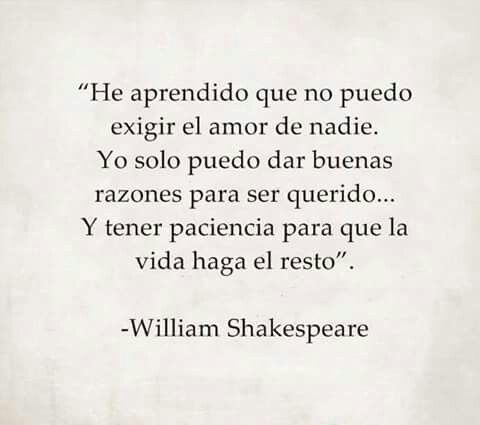 “He aprendido que no puedo
exigir el amor de nadie.
Yo solo puedo dar buenas
razones para ser querido...
Y tener paciencia para que la
vida haga el resto”.
-William Shakespeare